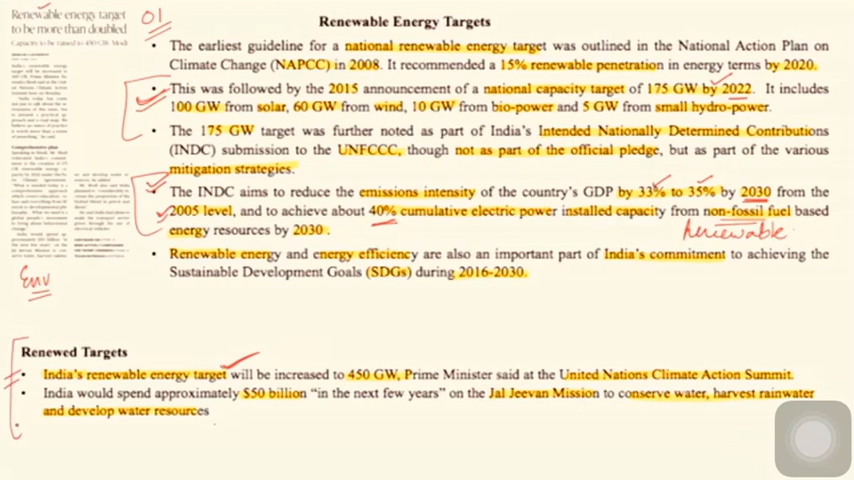 Renewable energy target
to be more than doubled
Capacity to be raised to 450 GW: Modi
01
Renewable Energy Targets
• The earliest guideline for a national renewable energy target was outlined in the National Action Plan on
Climate Change (NAPCC) in 2008. It recommended a 15% renewable penetration in energy terms by 2020.
• This was followed by the 2015 announcement of a national capacity target of 175 GW by 2022. It includes
100 GW from solar, 60 GW from wind, 10 GW from bio-power and 5 GW from small hydro-power.
• The 175 GW target was further noted as part of India's Intended Nationally Determined Contributions
(INDC) submission to the UNFCCC, though not as part of the official pledge, but as part of the various
mitigation strategies.
• The INDC aims to reduce the emissions intensity of the country's GDP by 33% to 35% by 2030 from the
2005 level, and to achieve about 40% cumulative electric power installed capacity from non-fossil fuel based
energy resources by 2030 .
Renewable
• Renewable energy and energy efficiency are also an important part of India's commitment to achieving the
Sustainable Development Goals (SDGs) during 2016-2030.
Env
Renewed Targets
• India's renewable energy target will be increased to 450 GW, Prime Minister said at the United Nations Climate Action Summit.
• India would spend approximately $50 billion "in the next few years" on the Jal Jeevan Mission to conserve water, harvest rainwater
and develop water resources
•